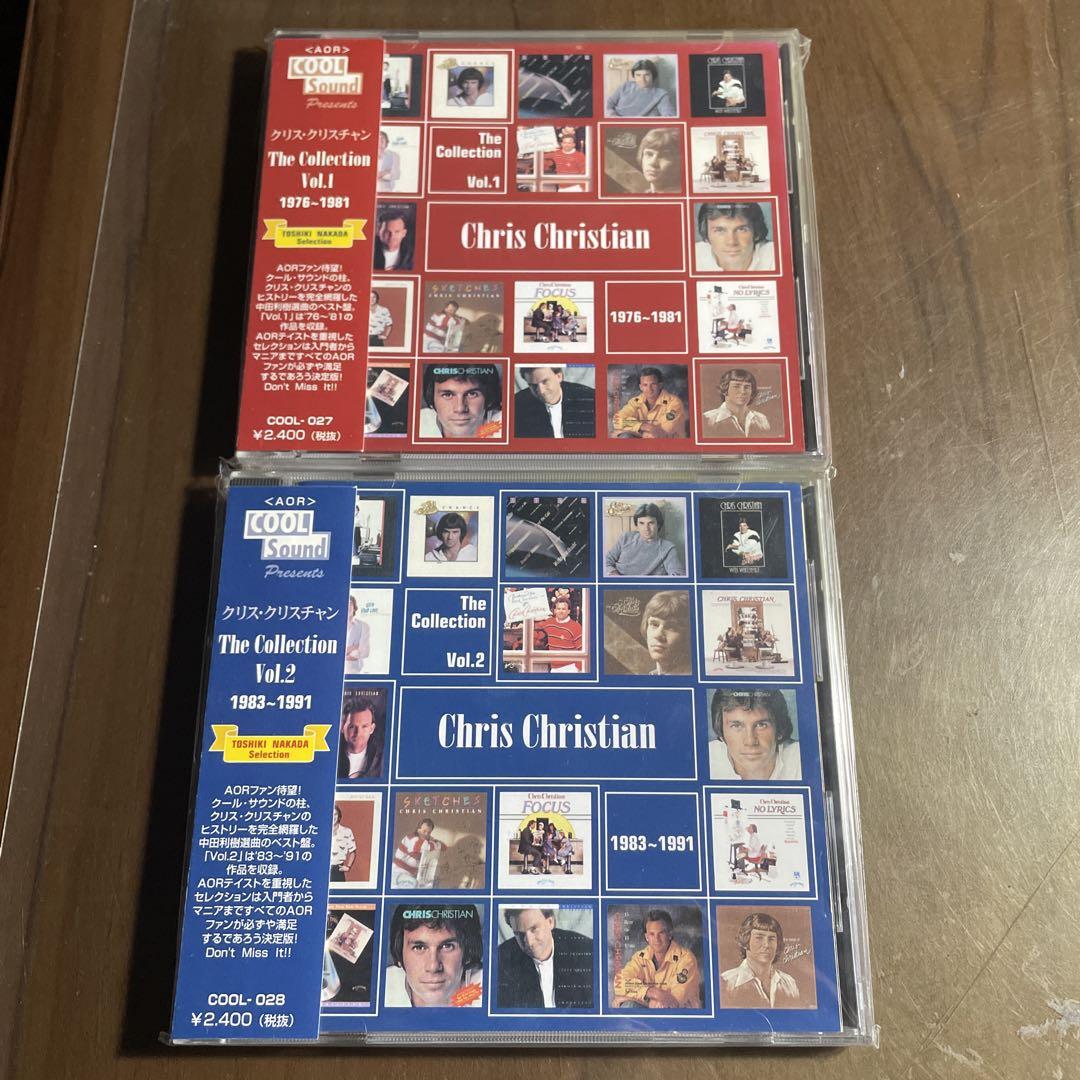 <AOR>
COOL
Sound
Presents
クリス・クリスチャン
The Collection
Vol.1
1976~1981
TOSHIKI NAKADA
Selection
AORファン待望!
クール・サウンドの柱、
クリス・クリスチャンの
ヒストリーを完全網羅した
中田利樹選曲のベスト盤。
「Vol.1」は'76~'81の
作品を収録。
AORテイストを重視した
セレクションは入門者から
マニアまですべてのAOR
ファンが必ずや満足
するであろう決定版!
Don't Miss It!!
COOL-027
¥2.400 (税抜)
CHANCE
CHRIS CHRISTIAN
The
Collection
Vol.1
CHRIS CHRISTIAN
Chris Christian
SKETCHES
CHRIS CHRISTIAN
Chris Christian
FOCUS
1976~1981
Chris Christian
NO LYRICS
CHRISCHRISTIAN
<AOR>
COOL
Sound
Presents
クリス・クリスチャン
The Collection
Vol.2
1983~1991
TOSHIKI NAKADA
Selection
AORファン待望!
クール・サウンドの柱、
クリス・クリスチャンの
ヒストリーを完全網羅した
中田利樹選曲のベスト盤。
「Vol.2」は'83~'91の
作品を収録。
AORテイストを重視した
セレクションは入門者から
マニアまですべてのAOR
ファンが必ずや満足
するであろう決定版!
Don't Miss It!!
COOL-028
¥2.400 (税抜)
CHANCE
CHRIS CHRISTIAN
The
Collection
Vol.2
CHRIS CHRISTIAN
Chris Christian
CHRISCHRISTIAN
SKETCHES
CHRIS CHRISTIAN
Chris Christian
FOCUS
1983~1991
Chris Christian
NO LYRICS
CHRISCHRISTIAN